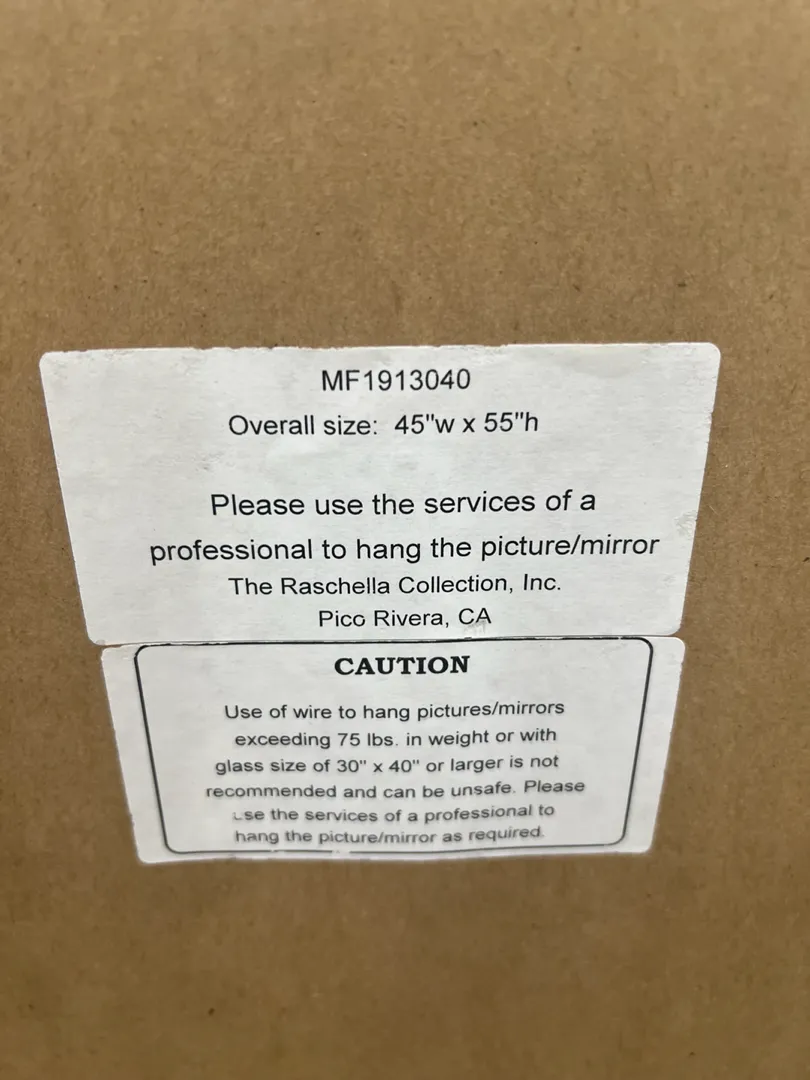 MF1913040
Overall size: 45"w x 55"h
Please use the services of a
professional to hang the picture/mirror
The Raschella Collection, Inc.
Pico Rivera, CA
CAUTION
Use of wire to hang pictures/mirrors
exceeding 75 lbs. in weight or with
glass size of 30" x 40" or larger is not
recommended and can be unsafe. Please
use the services of a professional to
hang the picture/mirror as required.